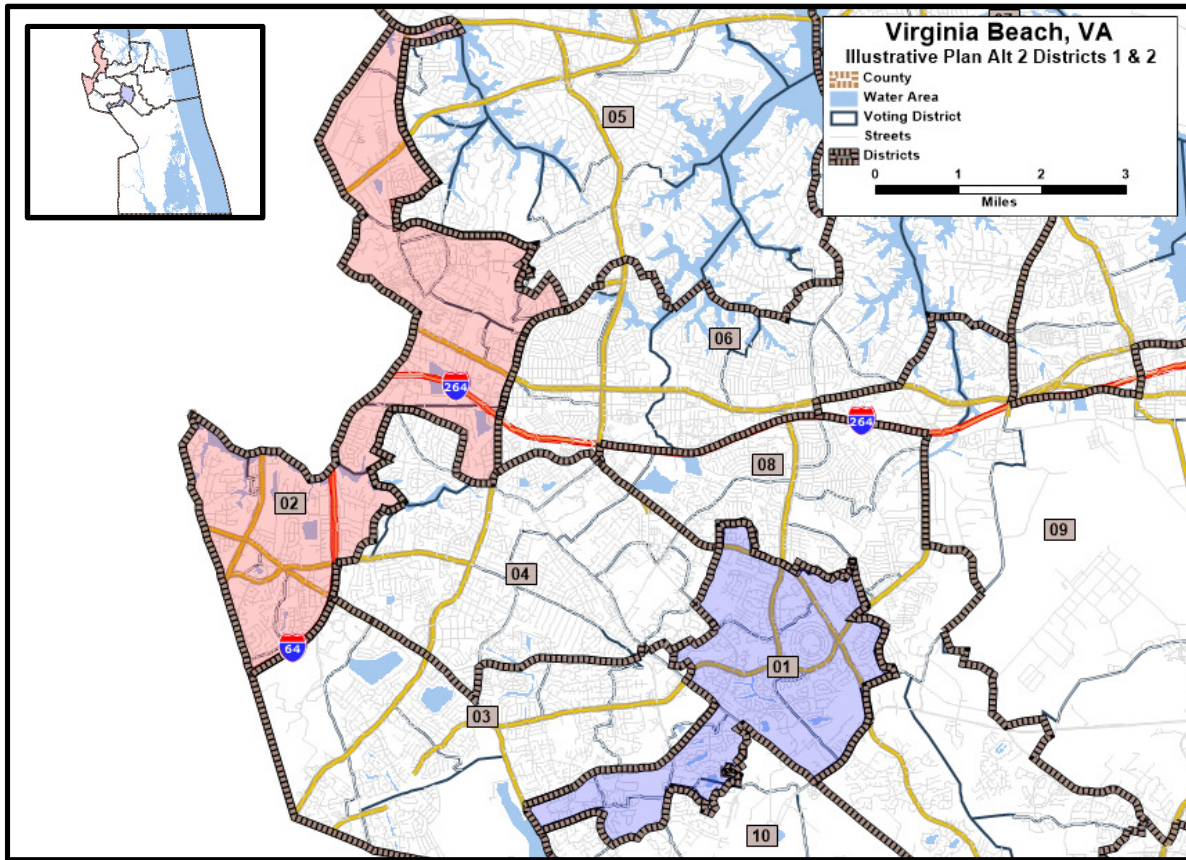 Virginia Beach, VA
Illustrative Plan Alt 2 Districts 1 & 2
County
Water Area
Voting District
Streets
Districts
0 1 2 3
Miles
05
06
264
264
08
02
09
04
64
01
03
10